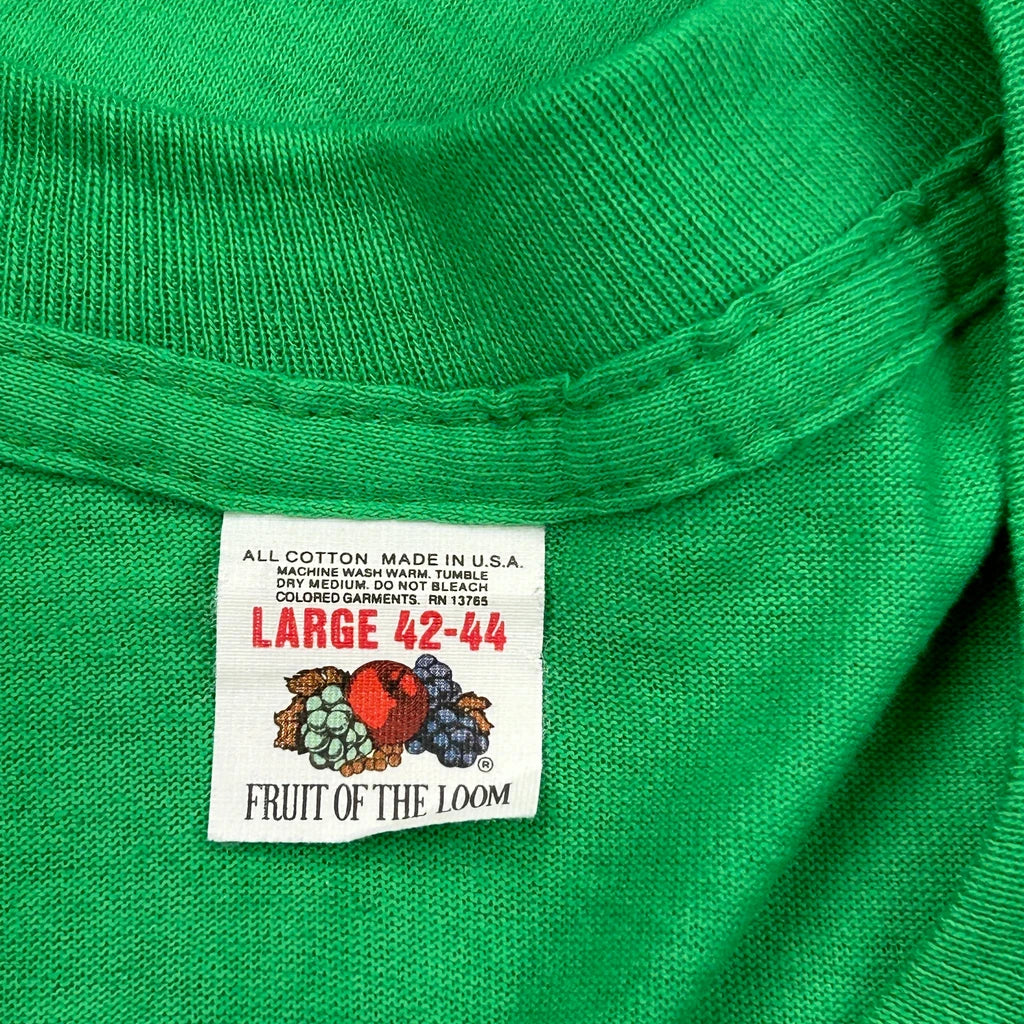 ALL COTTON MADE IN U.S.A.
MACHINE WASH WARM. TUMBLE
DRY MEDIUM. DO NOT BLEACH
COLORED GARMENTS. RN 13765
LARGE 42-44
®
FRUIT OF THE LOOM